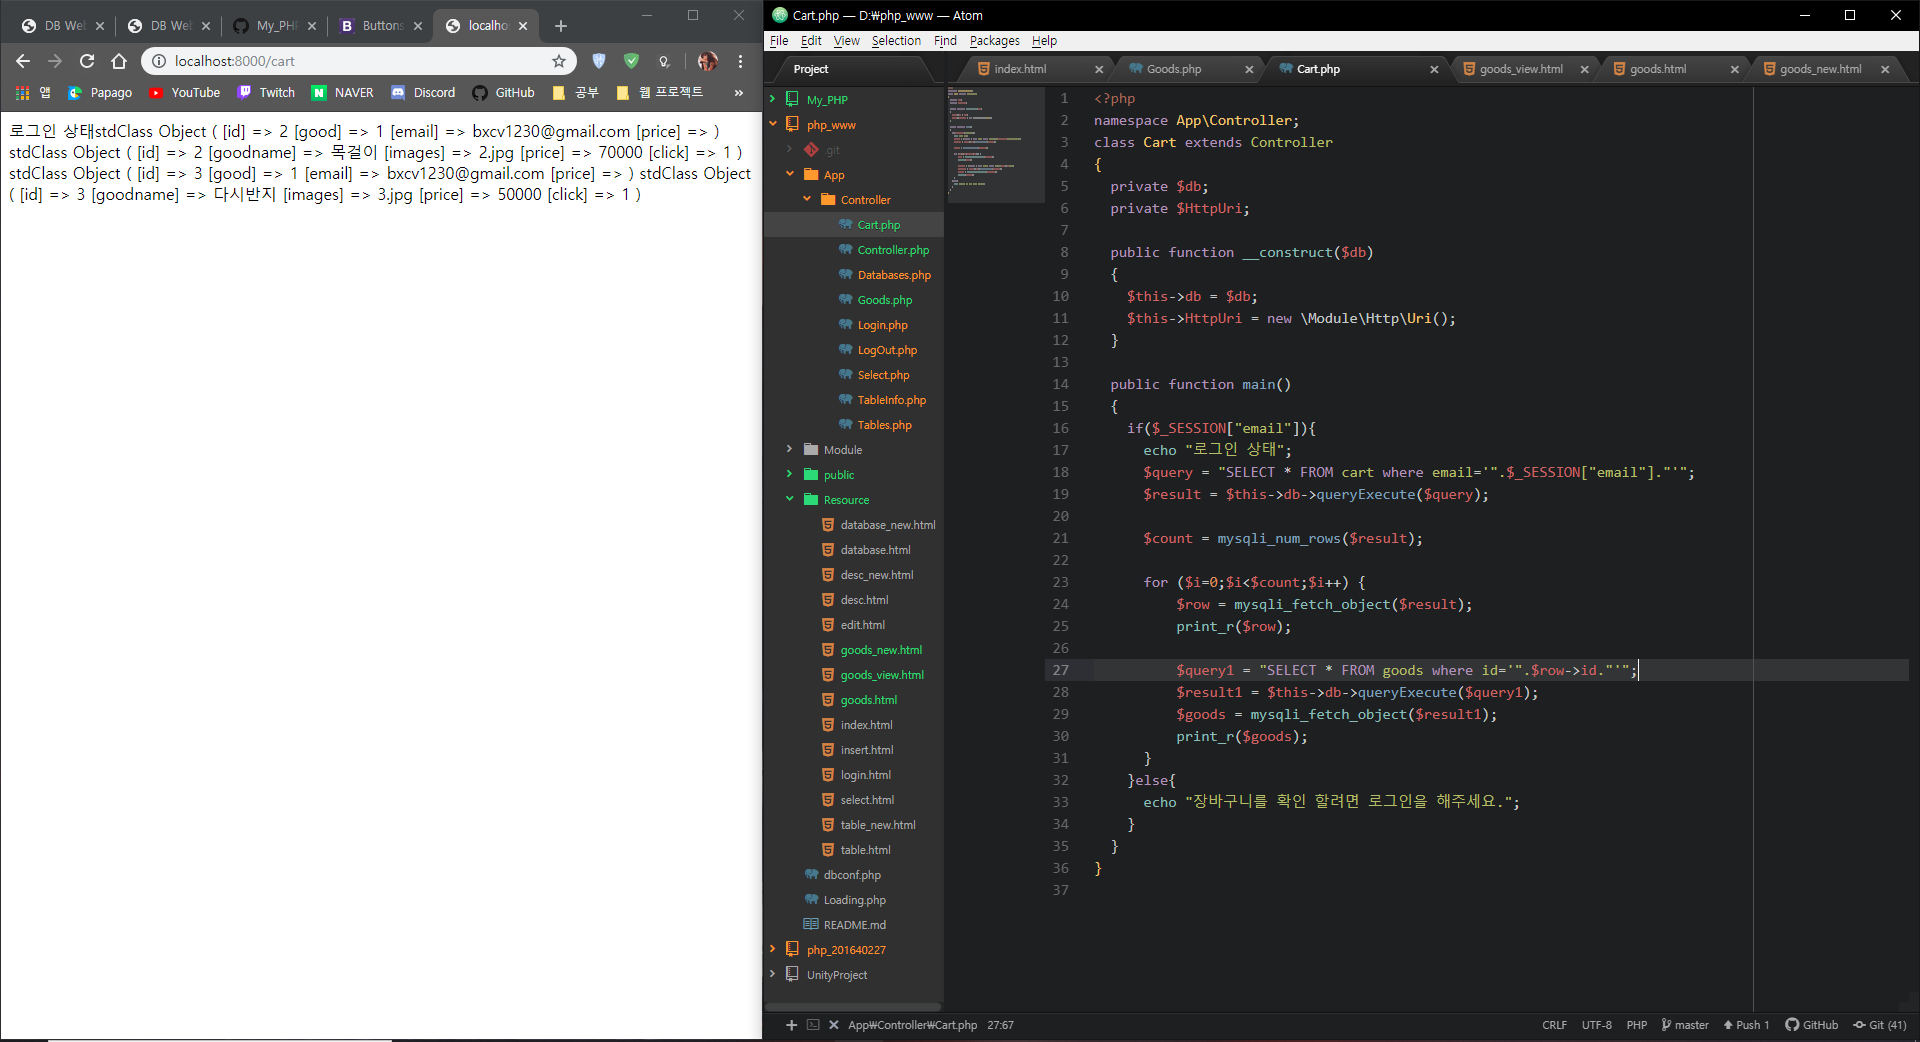 DB Wel
DB Wel
My_PHP
Buttons
localho
localhost:8000/cart
앱 Papago YouTube Twitch NAVER Discord GitHub 공부 웹 프로젝트 »
로그인 상태stdClass Object ( [id] => 2 [good] => 1 [email] => bxcv1230@gmail.com [price] => )
stdClass Object ( [id] => 2 [goodname] => 목걸이 [images] => 2.jpg [price] => 70000 [click] => 1 )
stdClass Object ( [id] => 3 [good] => 1 [email] => bxcv1230@gmail.com [price] => ) stdClass Object
( [id] => 3 [goodname] => 다시반지 [images] => 3.jpg [price] => 50000 [click] => 1 )
Cart.php — D:₩php_www — Atom
File Edit View Selection Find Packages Help
Project
index.html
Goods.php
Cart.php
goods_view.html
goods.html
goods_new.html
My_PHP
php_www
.git
App
Controller
Cart.php
Controller.php
Databases.php
Goods.php
Login.php
LogOut.php
Select.php
TableInfo.php
Tables.php
Module
public
Resource
database_new.html
database.html
desc_new.html
desc.html
edit.html
goods_new.html
goods_view.html
goods.html
index.html
insert.html
login.html
select.html
table_new.html
table.html
dbconf.php
Loading.php
README.md
php_201640227
UnityProject
1 <?php
2 namespace App\Controller;
3 class Cart extends Controller
4 {
5 private $db;
6 private $HttpUri;
7
8 public function __construct($db)
9 {
10 $this->db = $db;
11 $this->HttpUri = new \Module\Http\Uri();
12 }
13
14 public function main()
15 {
16 if($_SESSION["email"]){
17 echo "로그인 상태";
18 $query = "SELECT * FROM cart where email='".$_SESSION["email"]."'";
19 $result = $this->db->queryExecute($query);
20
21 $count = mysqli_num_rows($result);
22
23 for ($i=0;$i<$count;$i++) {
24 $row = mysqli_fetch_object($result);
25 print_r($row);
26
27 $query1 = "SELECT * FROM goods where id='".$row->id."'";
28 $result1 = $this->db->queryExecute($query1);
29 $goods = mysqli_fetch_object($result1);
30 print_r($goods);
31 }
32 }else{
33 echo "장바구니를 확인 할려면 로그인을 해주세요.";
34 }
35 }
36 }
37
App₩Controller₩Cart.php 27:67
CRLF UTF-8 PHP master Push 1 GitHub Git (41)